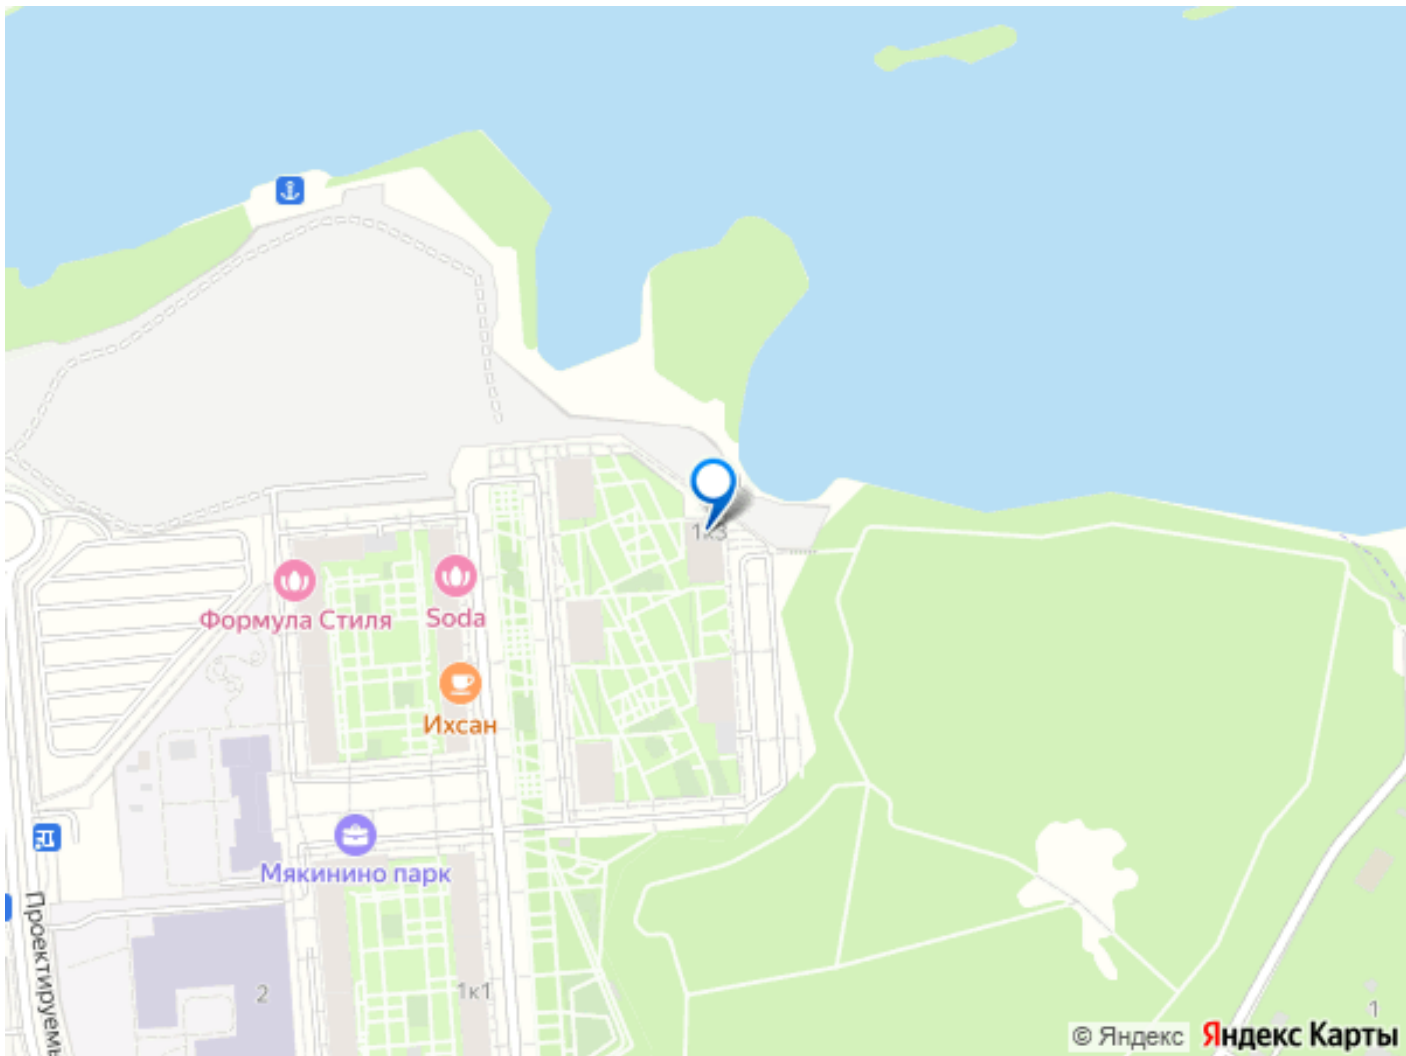 1к3
Формула Стиля
Soda
Ихсан
Мякинино парк
Проектируемы
2
1к1
1
© Яндекс Яндекс Карты